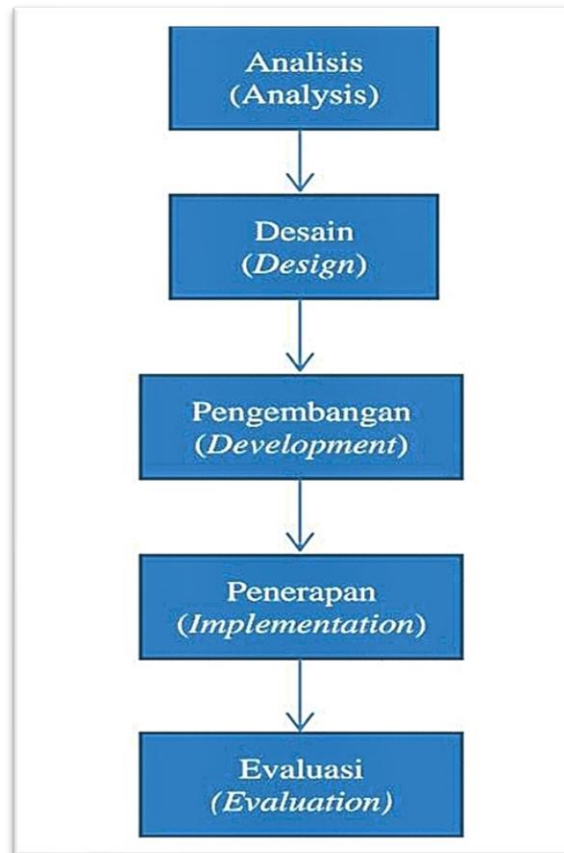 Analisis
(Analysis)
Desain
(Design)
Pengembangan
(Development)
Penerapan
(Implementation)
Evaluasi
(Evaluation)